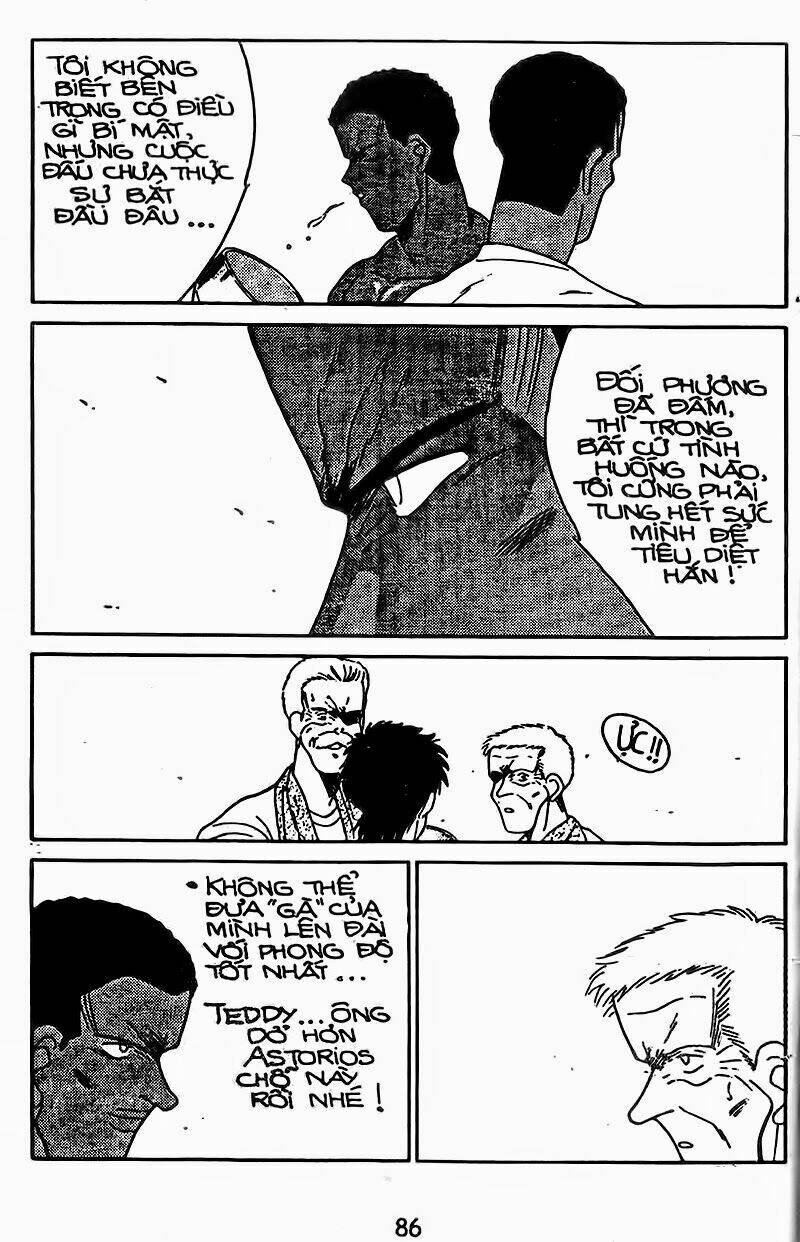 TÔI KHÔNG
BIẾT BÊN
TRONG CÓ ĐIỀU
GÌ BÍ MẬT,
NHƯNG CUỘC
ĐẤU CHƯA THỰC
SỰ BẮT
ĐẦU ĐÂU...
ĐỐI PHƯƠNG
ĐÃ ĐẤM,
THÌ TRONG
BẤT CỨ TÌNH
HUỐNG NÀO,
TÔI CŨNG PHẢI
TUNG HẾT SỨC
MÌNH ĐỂ
TIÊU DIỆT
HẮN!
ỰC!!
• KHÔNG THỂ
ĐƯA "GÀ" CỦA
MÌNH LÊN ĐÀI
VỚI PHONG ĐỘ
TỐT NHẤT...
TEDDY... ÔNG
DỞ HƠN
ASTORIOS
CHỖ NÀY
RỒI NHÉ!
86